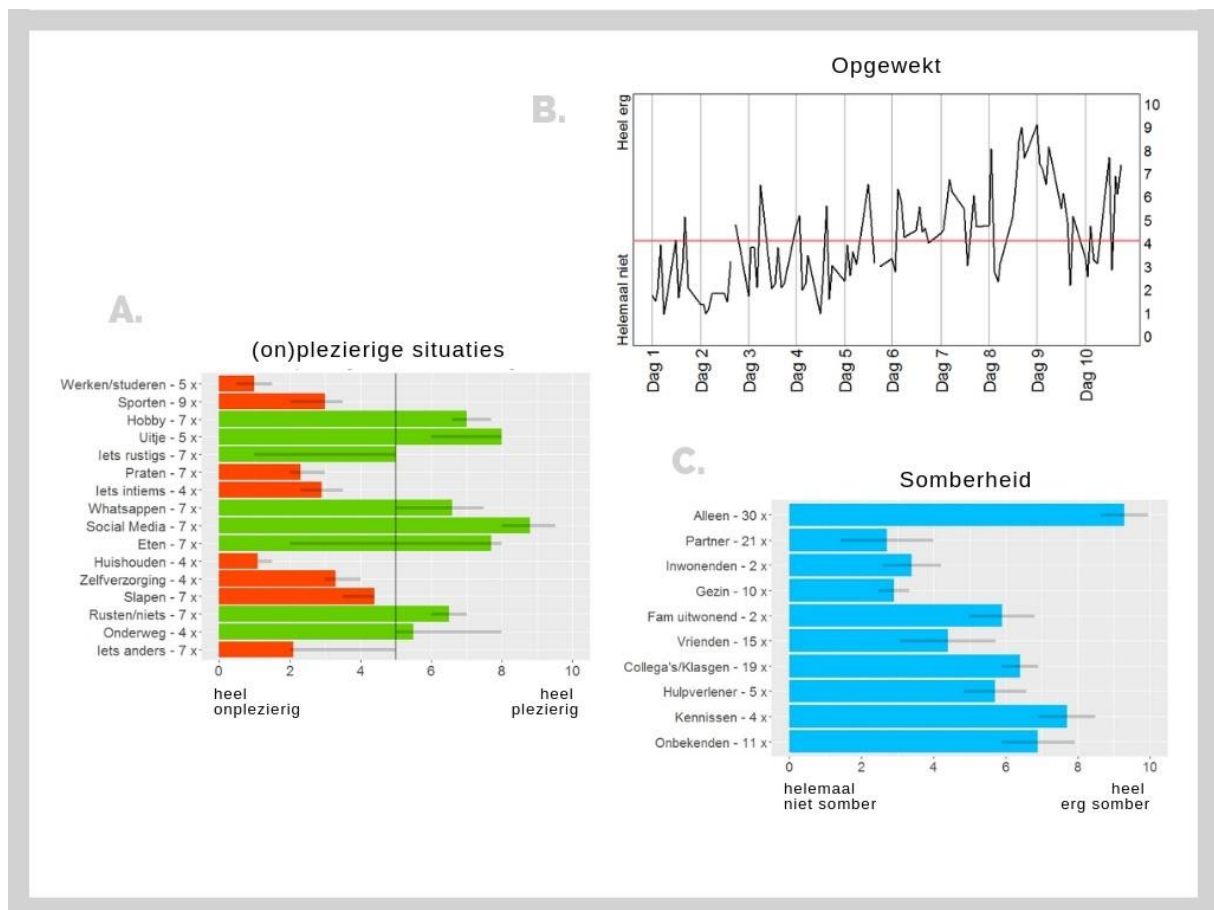 B.
Opgewekt
Heel erg
Helemaal niet
10
9
8
7
6
5
4
3
2
1
0
Dag 1
Dag 2
Dag 3
Dag 4
Dag 5
Dag 6
Dag 7
Dag 8
Dag 9
Dag 10
A.
(on)plezierige situaties
Werken/studeren - 5 x
Sporten - 9 x
Hobby - 7 x
Uitje - 5 x
Iets rustigs - 7 x
Praten - 7 x
Iets intiems - 4 x
Whatsappen - 7 x
Social Media - 7 x
Eten - 7 x
Huishouden - 4 x
Zelfverzorging - 4 x
Slapen - 7 x
Rusten/niets - 7 x
Onderweg - 4 x
Iets anders - 7 x
0 2 4 6 8 10
heel
onplezierig
heel
plezierig
C.
Somberheid
Alleen - 30 x
Partner - 21 x
Inwonenden - 2 x
Gezin - 10 x
Fam uitwonend - 2 x
Vrienden - 15 x
Collega's/Klasgen - 19 x
Hulpverlener - 5 x
Kennissen - 4 x
Onbekenden - 11 x
0 2 4 6 8 10
helemaal
niet somber
heel
erg somber